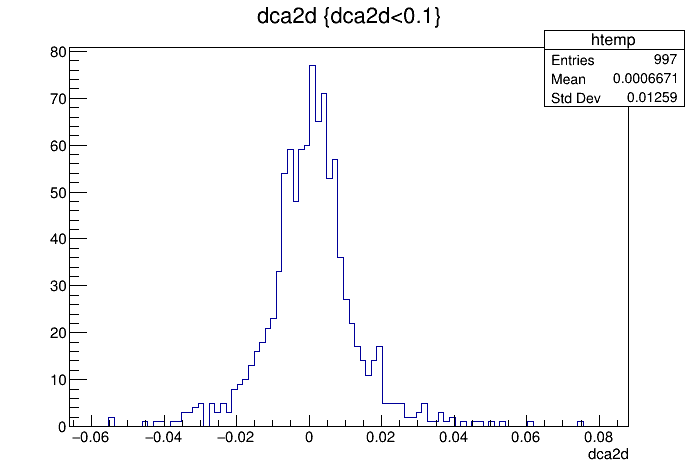 dca2d {dca2d<0.1}
htemp
Entries 997
Mean 0.0006671
Std Dev 0.01259
80
70
60
50
40
30
20
10
0
−0.06 −0.04 −0.02 0 0.02 0.04 0.06 0.08
dca2d